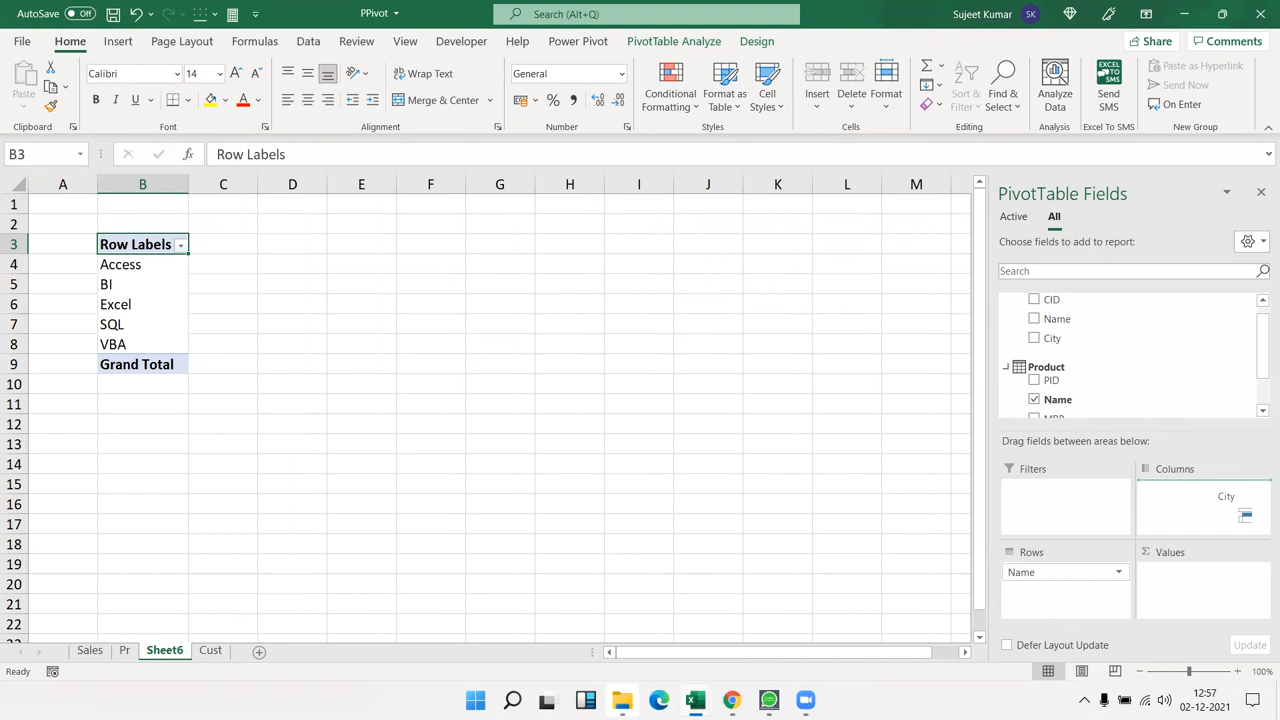 AutoSave Off
PPivot
Search (Alt+Q)
Sujeet Kumar SK
File Home Insert Page Layout Formulas Data Review View Developer Help Power Pivot PivotTable Analyze Design
Share Comments
Paste
Clipboard
Calibri 14
B I U
Font
Wrap Text
Merge & Center
Alignment
General
Number
Conditional Formatting
Format as Table
Cell Styles
Styles
Insert Delete Format
Cells
Sort & Filter
Find & Select
Editing
Analyze Data
Analysis
EXCEL TO SMS
Send SMS
Excel To SMS
Paste as Hyperlink
Send Now
On Enter
New Group
B3 fx Row Labels
A B C D E F G H I J K L M
1
2
3 Row Labels
4 Access
5 BI
6 Excel
7 SQL
8 VBA
9 Grand Total
10
11
12
13
14
15
16
17
18
19
20
21
22
PivotTable Fields
Active All
Choose fields to add to report:
Search
CID
Name
City
Product
PID
Name
Drag fields between areas below:
Filters
Columns
City
Rows
Name
Values
Defer Layout Update Update
Sales Pr Sheet6 Cust
Ready
100%
12:57
02-12-2021